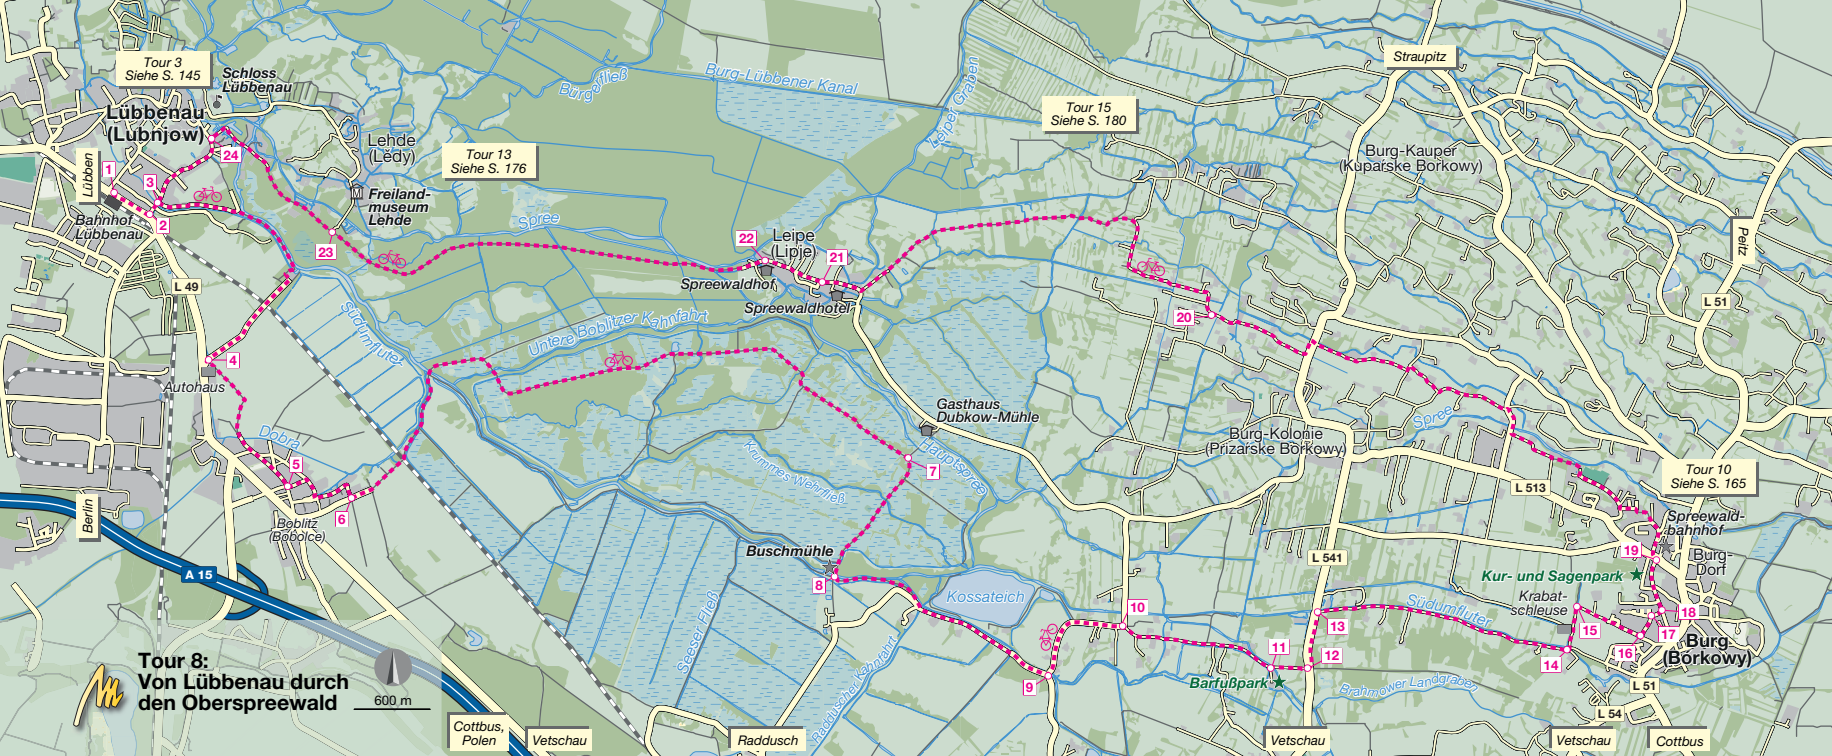 Tour 3
Siehe S. 145
Schloss
Lübbenau
Lübbenau
(Lubnjow)
Lehde
(Lědy)
Tour 13
Siehe S. 176
Freiland-
museum
Lehde
M
Lübben
Bahnhof
Lübbenau
1
2
3
24
23
Bürgerfließ
Burg-Lübbener Kanal
Leiper Graben
Spree
Tour 15
Siehe S. 180
Straupitz
Burg-Kauper
(Kuparske Borkowy)
Peitz
L 51
L 49
22
Leipe
(Lipje)
21
Spreewaldhof
Spreewaldhotel
20
Südumfluter
Untere Boblitzer Kahnfahrt
4
Autohaus
Dobra
5
6
Boblitz
(Bobolce)
Berlin
A 15
Gasthaus
Dubkow-Mühle
Hauptspree
Krummes Wehrfließ
7
Buschmühle
8
Kossateich
Seeser Fließ
Radduscher Kahnfahrt
9
10
Burg-Kolonie
(Prizarske Borkowy)
Spree
L 513
Tour 10
Siehe S. 165
Spreewald-
bahnhof
19
Burg-
Dorf
L 541
Kur- und Sagenpark
Krabat-
schleuse
Südumfluter
11
12
13
14
15
16
17
18
Burg
(Borkowy)
Barfußpark
Brahmower Landgraben
L 51
L 54
Tour 8:
Von Lübbenau durch
den Oberspreewald
600 m
Cottbus,
Polen
Vetschau
Raddusch
Vetschau
Vetschau
Cottbus